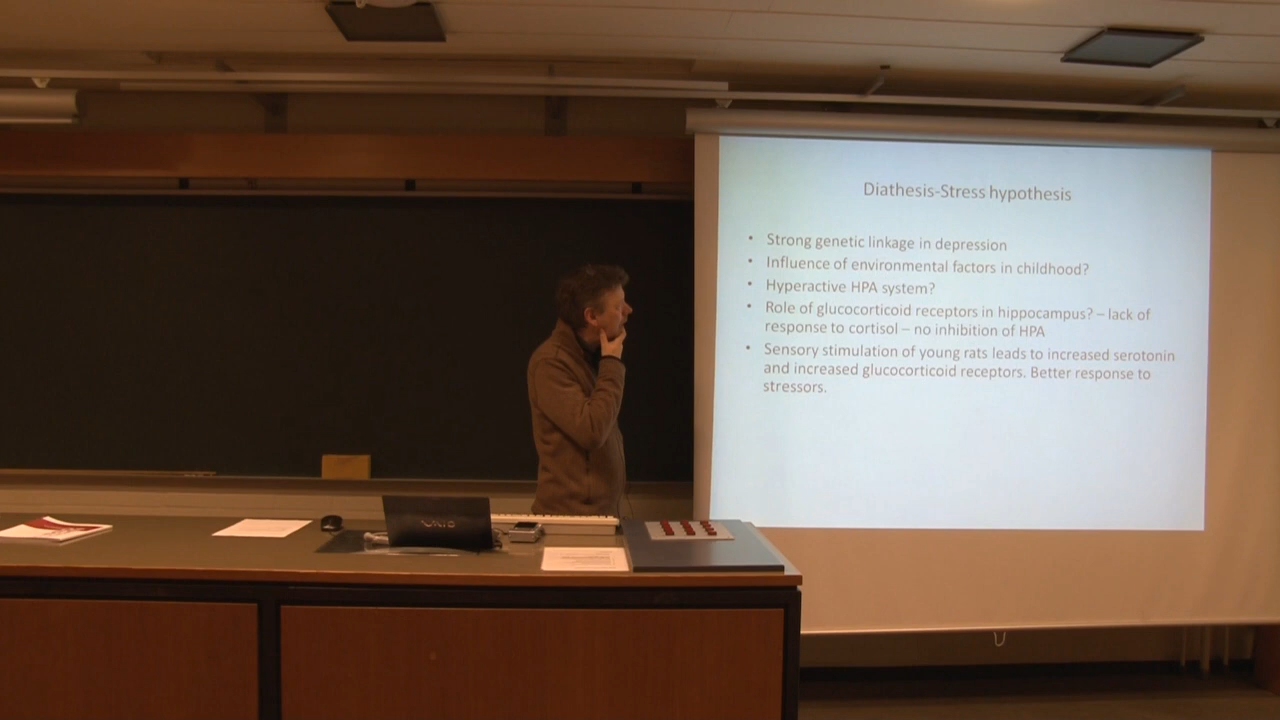 Diathesis-Stress hypothesis
• Strong genetic linkage in depression
• Influence of environmental factors in childhood?
• Hyperactive HPA system?
• Role of glucocorticoid receptors in hippocampus? – lack of
response to cortisol – no inhibition of HPA
• Sensory stimulation of young rats leads to increased serotonin
and increased glucocorticoid receptors. Better response to
stressors.
VAIO